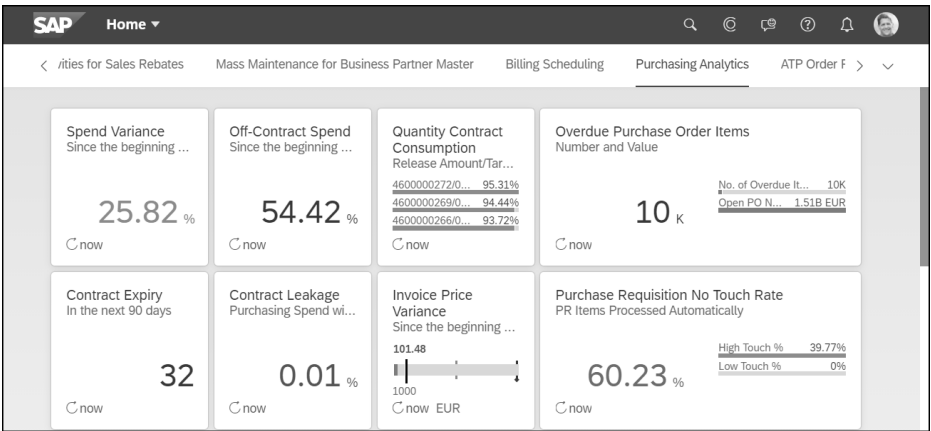 SAP Home
ities for Sales Rebates Mass Maintenance for Business Partner Master Billing Scheduling Purchasing Analytics ATP Order
Spend Variance
Since the beginning ...
25.82 %
now
Off-Contract Spend
Since the beginning ...
54.42 %
now
Quantity Contract
Consumption
Release Amount/Tar...
4600000272/0... 95.31%
4600000269/0... 94.44%
4600000266/0... 93.72%
now
Overdue Purchase Order Items
Number and Value
No. of Overdue It... 10K
Open PO N... 1.51B EUR
10 K
now
Contract Expiry
In the next 90 days
32
now
Contract Leakage
Purchasing Spend wi...
0.01 %
now
Invoice Price
Variance
Since the beginning ...
101.48
1000
now EUR
Purchase Requisition No Touch Rate
PR Items Processed Automatically
High Touch % 39.77%
Low Touch % 0%
60.23 %
now